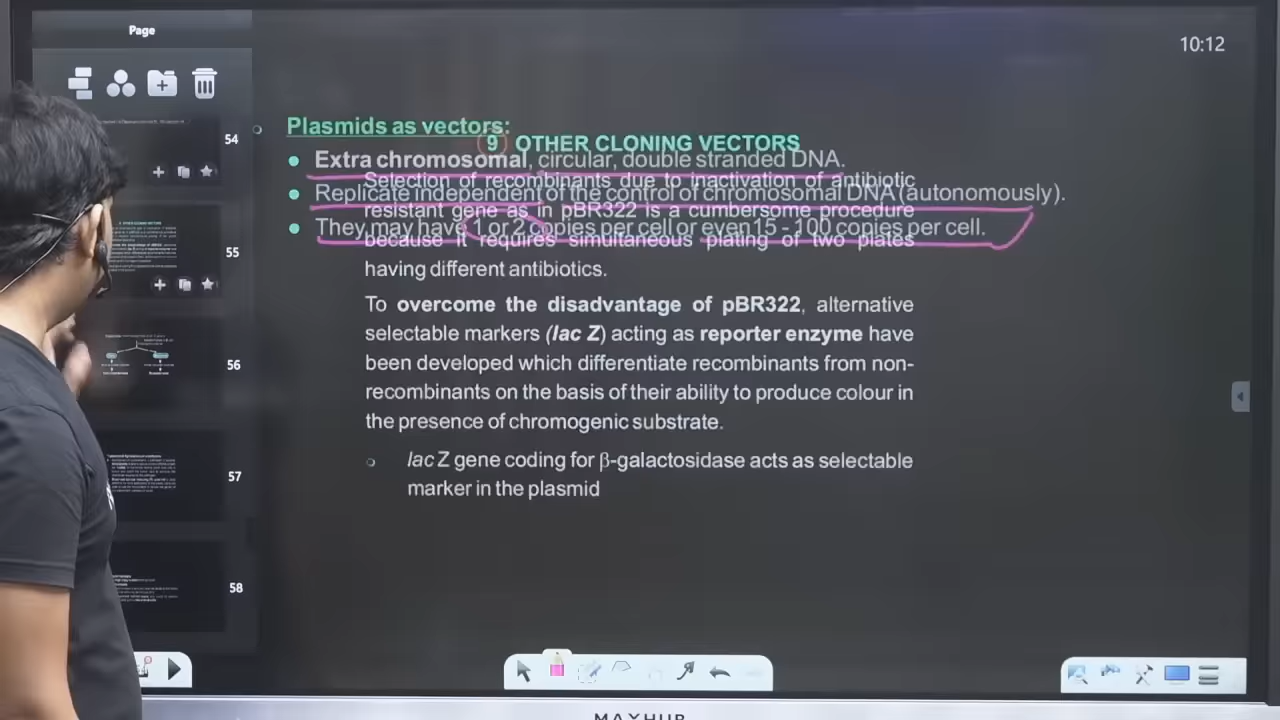 Page
10:12
54
55
56
57
58
Plasmids as vectors:
9 OTHER CLONING VECTORS
Extra chromosomal, circular, double stranded DNA.
Selection of recombinants due to inactivation of antibiotic
Replicate independent of the control of chromosomal DNA (autonomously).
resistant gene as in pBR322 is a cumbersome procedure
They may have 1 or 2 copies per cell or even 15 - 100 copies per cell.
because it requires simultaneous plating of two plates
having different antibiotics.
To overcome the disadvantage of pBR322, alternative
selectable markers (lac Z) acting as reporter enzyme have
been developed which differentiate recombinants from non-
recombinants on the basis of their ability to produce colour in
the presence of chromogenic substrate.
lac Z gene coding for β-galactosidase acts as selectable
marker in the plasmid
MAXHUB